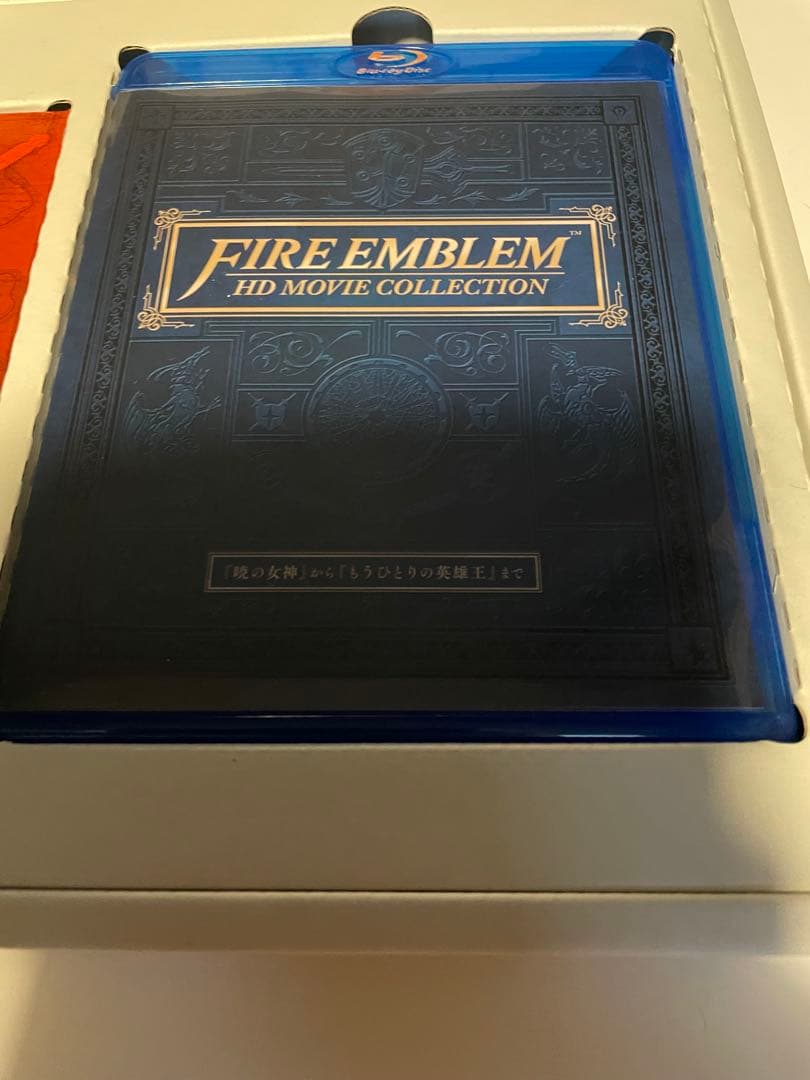 Blu-ray Disc
FIRE EMBLEM™
HD MOVIE COLLECTION
『暁の女神』から『もうひとりの英雄王』まで